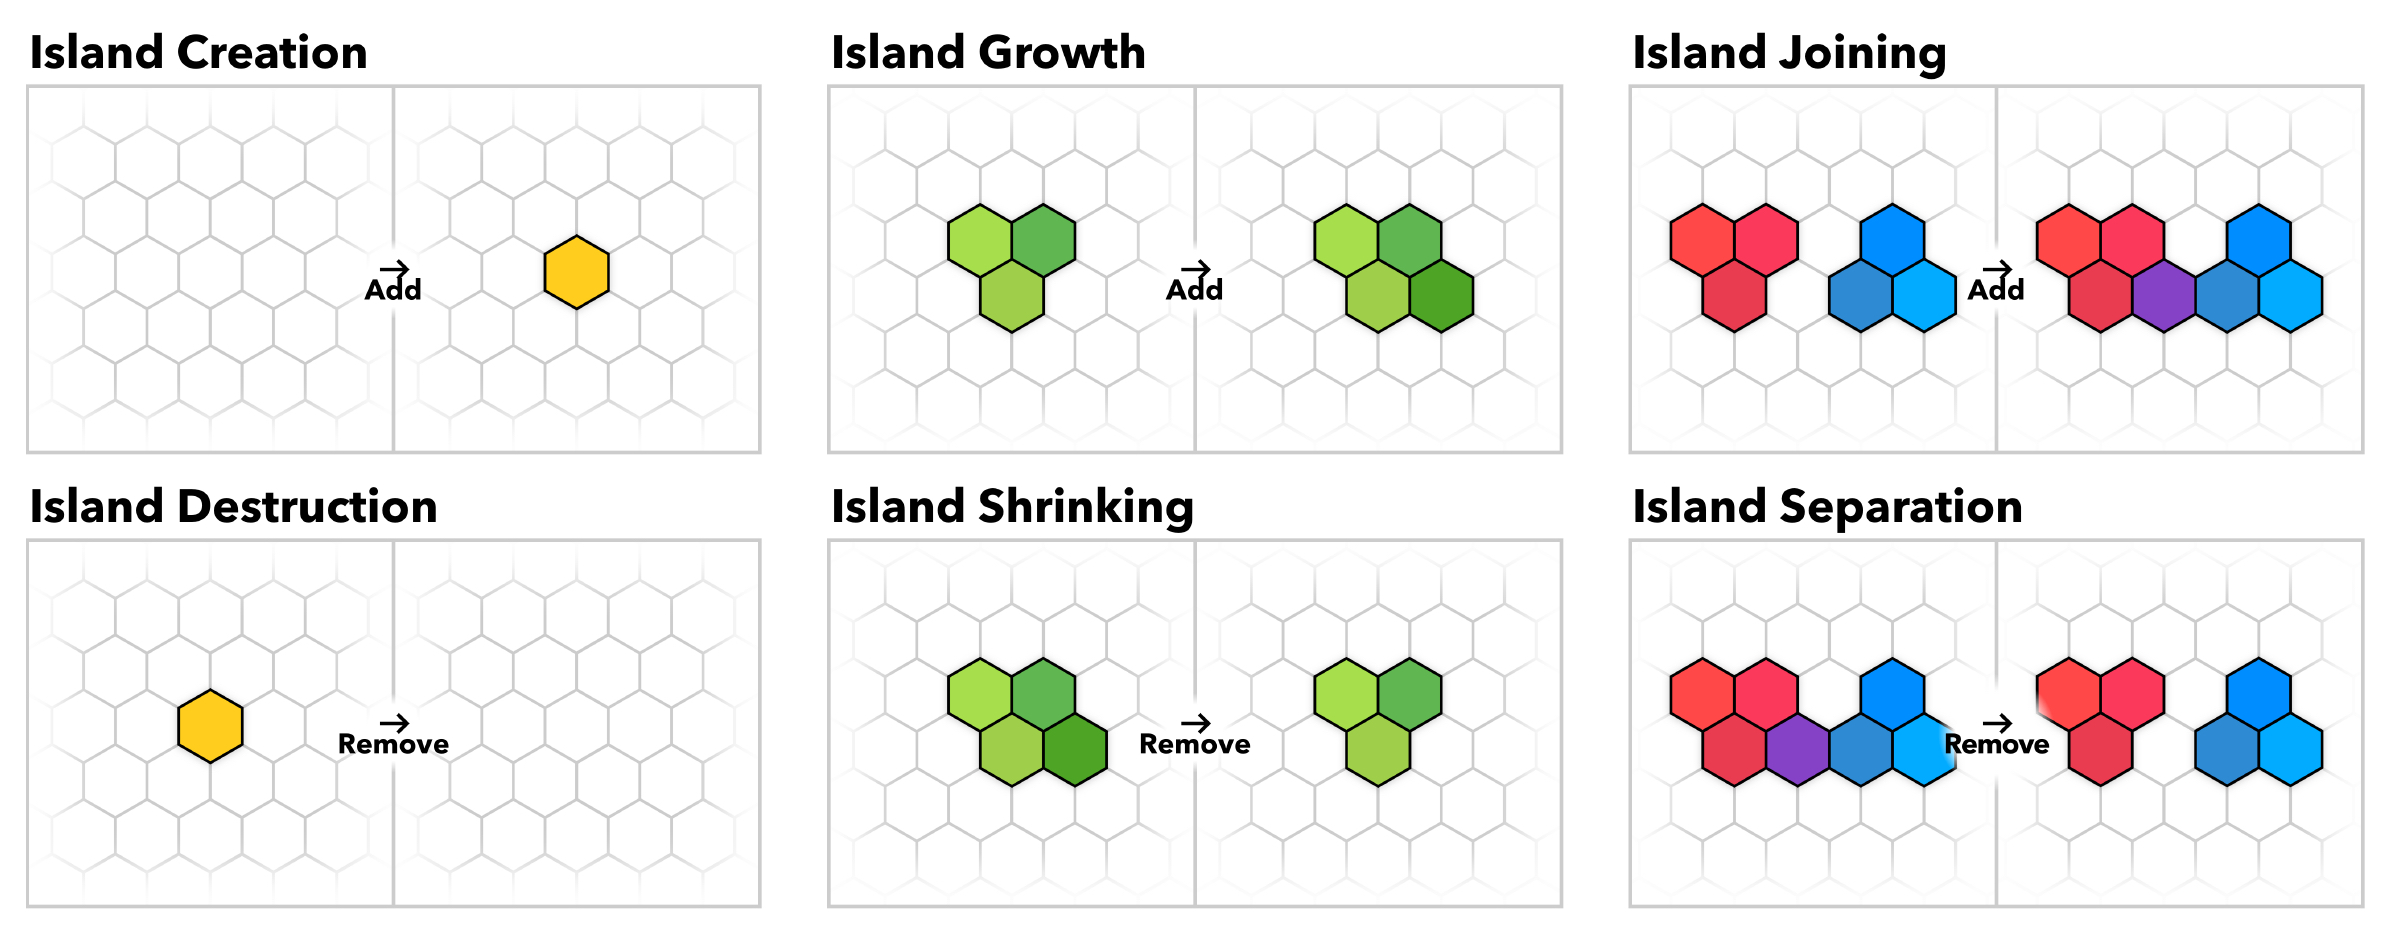 Island Creation
→
Add
Island Growth
→
Add
Island Joining
→
Add
Island Destruction
→
Remove
Island Shrinking
→
Remove
Island Separation
→
Remove